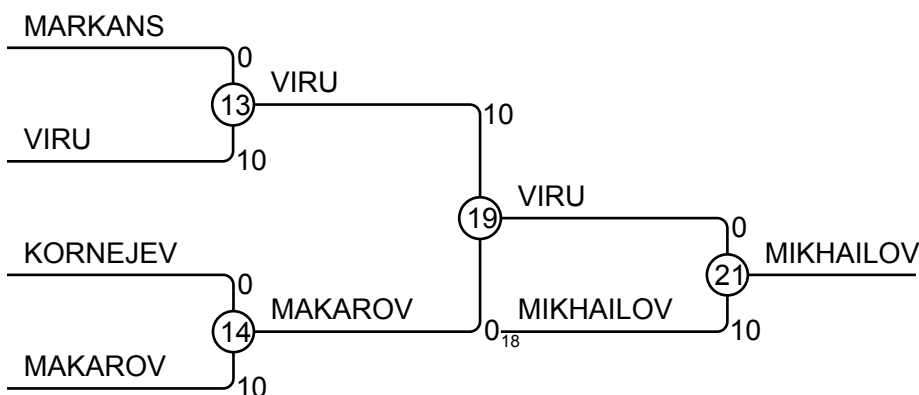 MARKANS
0
13
VIRU
VIRU
10
10
19
VIRU
KORNEJEV
0
14
MAKAROV
0
18
MIKHAILOV
MAKAROV
10
0
21
MIKHAILOV
10